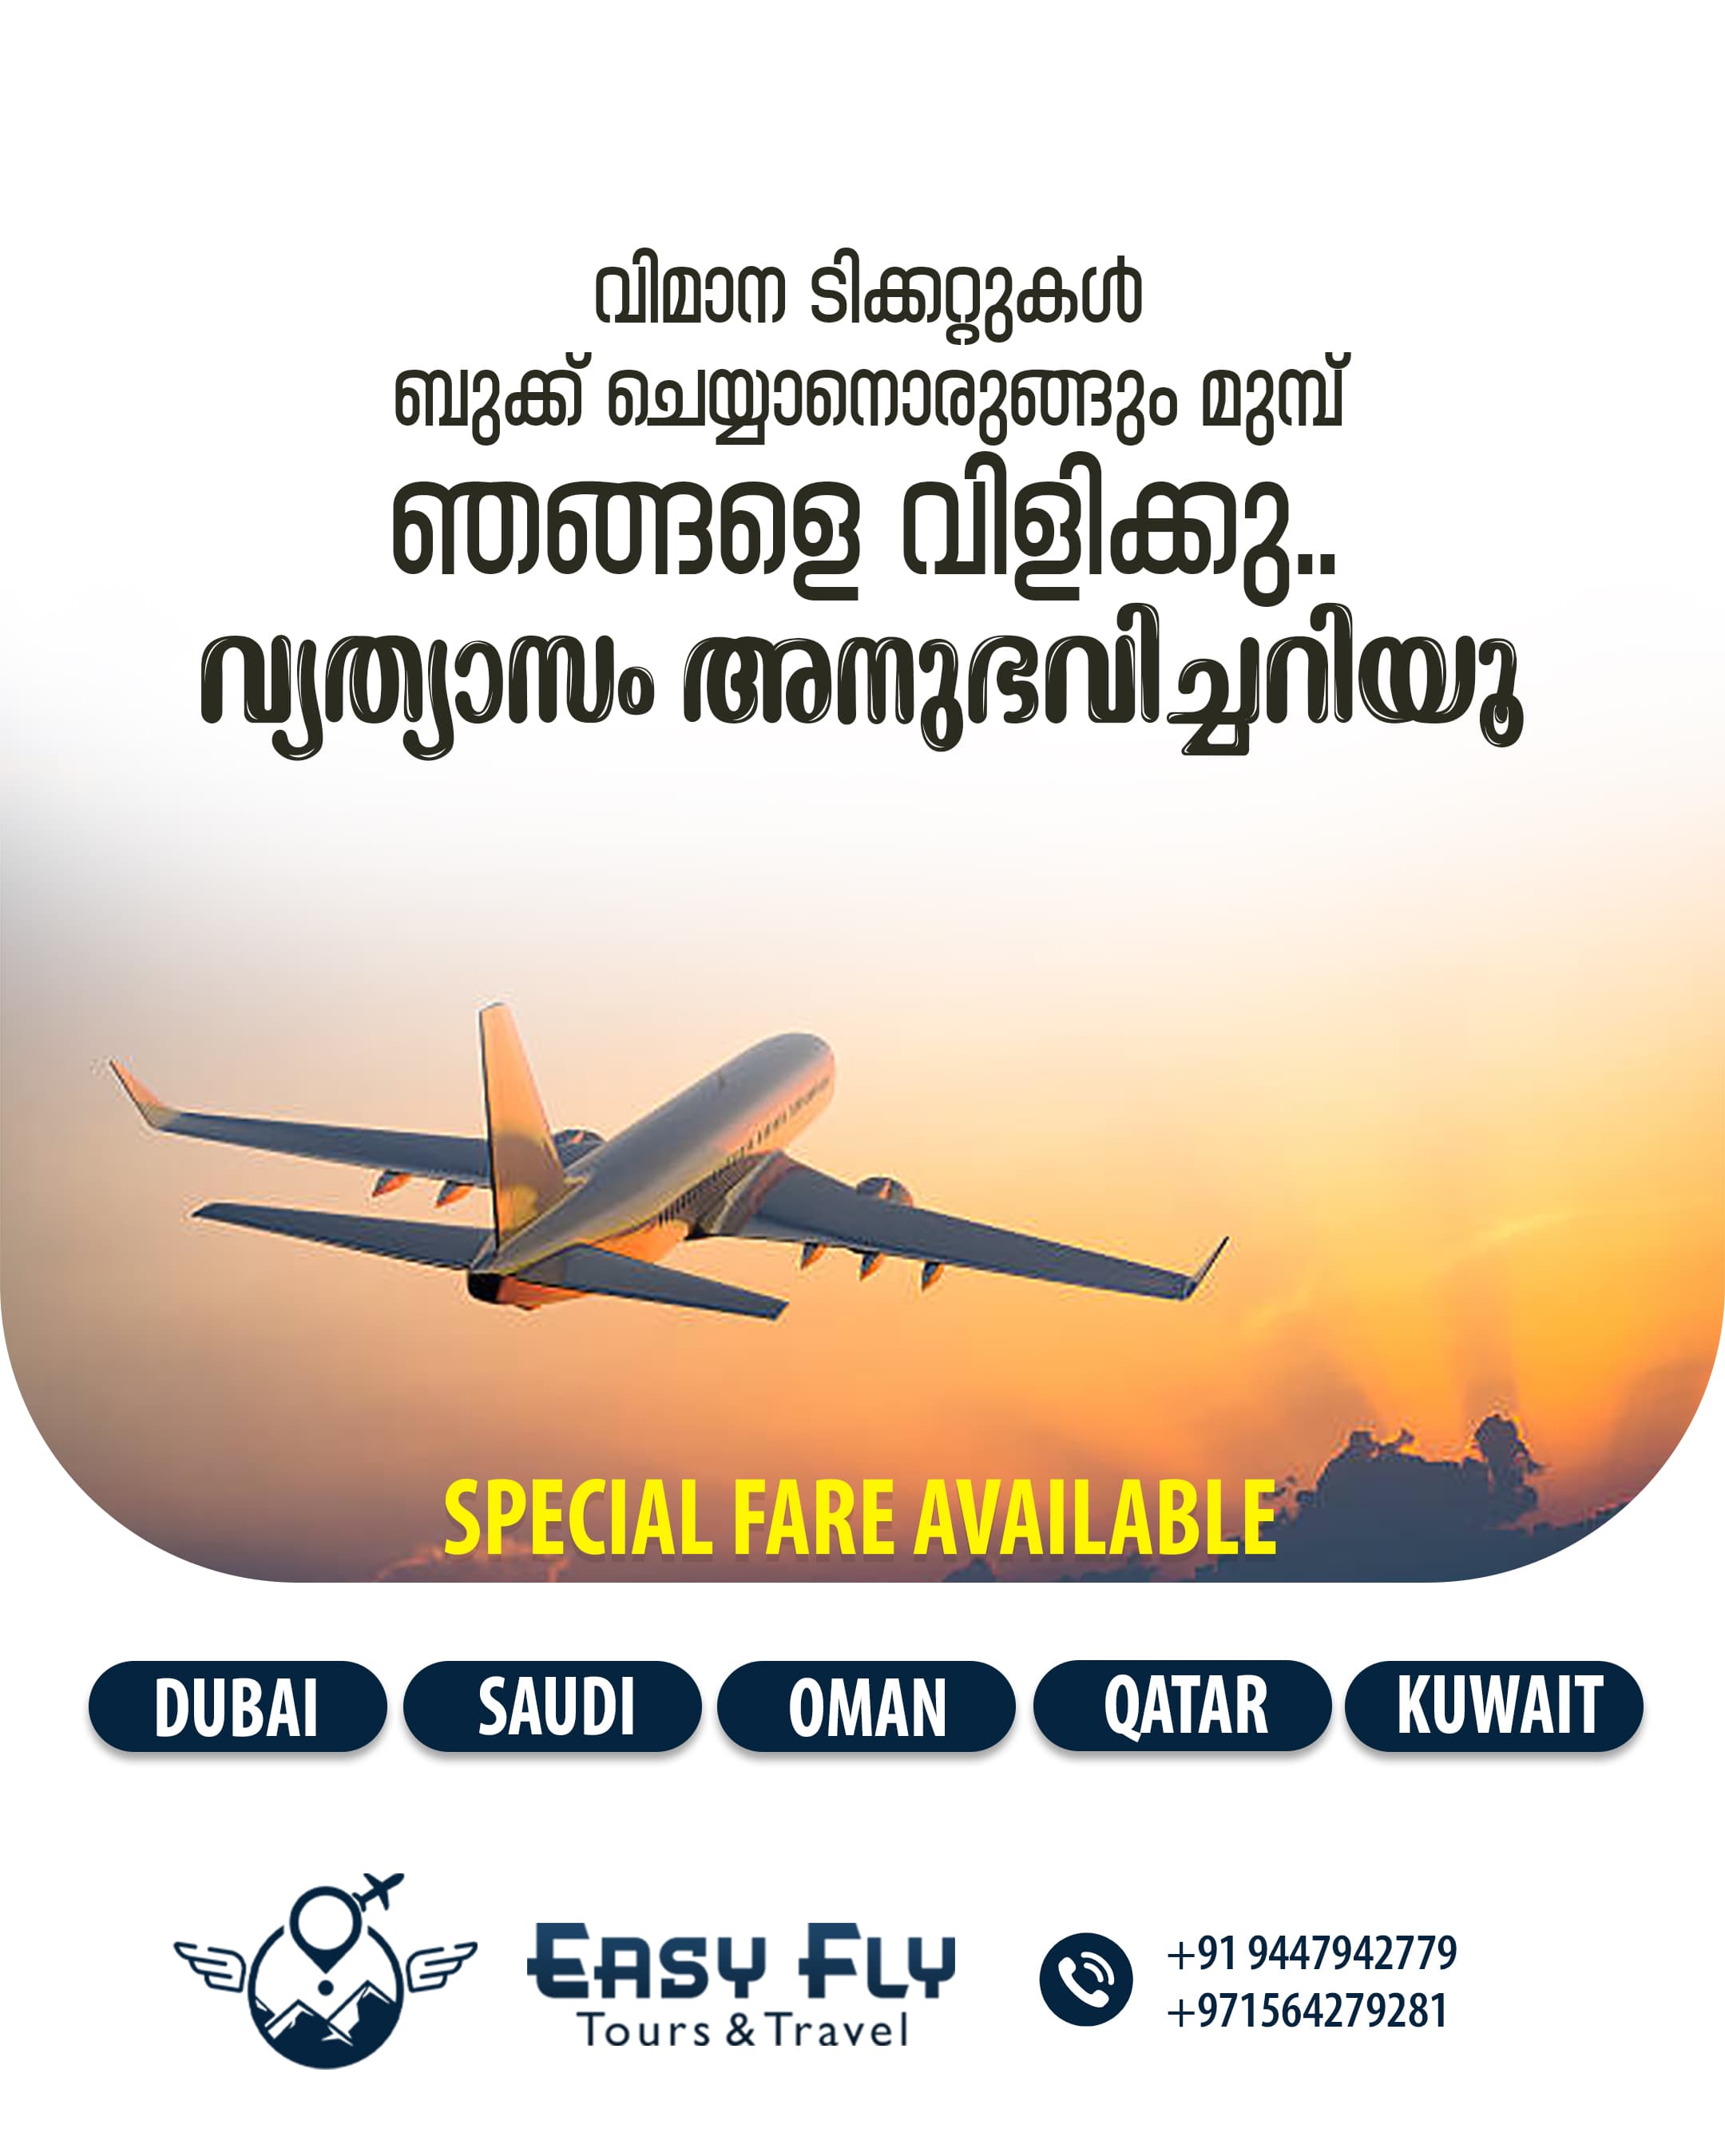 വിമാന ടിക്കറ്റുകൾ
ബുക്ക് ചെയ്യാനൊരുങ്ങും മുമ്പ്
ഞങ്ങളെ വിളിക്കു..
വ്യത്യാസം അനുഭവിച്ചറിയൂ
SPECIAL FARE AVAILABLE
DUBAI SAUDI OMAN QATAR KUWAIT
EASY FLY
Tours & Travel
+91 9447942779
+971564279281